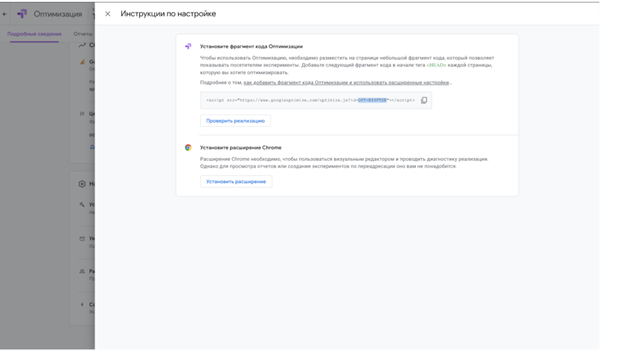 Оптимизация
Инструкции по настройке
Подробные сведения
Отчеты
Установите фрагмент кода Оптимизации
Чтобы использовать Оптимизацию, необходимо разместить на странице небольшой фрагмент кода, который позволяет
показывать посетителям эксперименты. Добавьте следующий фрагмент кода в начале тега <HEAD> каждой страницы,
которую вы хотите оптимизировать.
Подробнее о том, как добавить фрагмент кода Оптимизации и использовать расширенные настройки…
<script src="https://www.googleoptimize.com/optimize.js?id=
"></script>
Проверить реализацию
Установите расширение Chrome
Расширение Chrome необходимо, чтобы пользоваться визуальным редактором и проводить диагностику реализации
Однако для просмотра отчетов или создания экспериментов по переадресации оно вам не понадобится.
Установить расширение